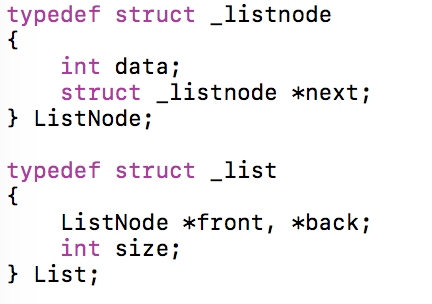 typedef struct _listnode
{
    int data;
    struct _listnode *next;
} ListNode;

typedef struct _list
{
    ListNode *front, *back;
    int size;
} List;